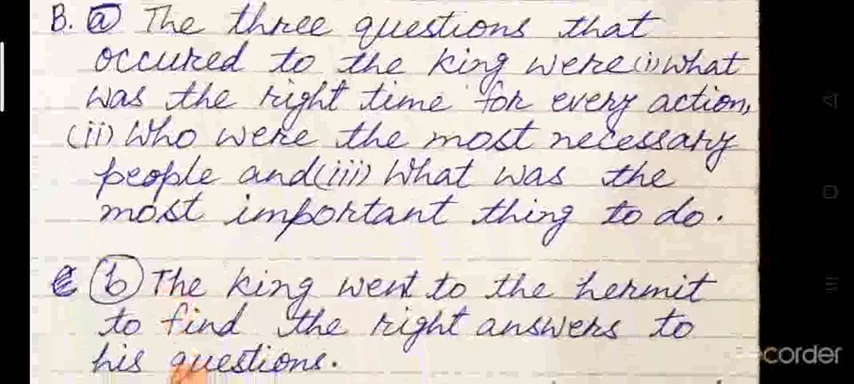 B. (a) The three questions that
occured to the king were (i) what
was the right time for every action,
(ii) Who were the most necessary
people and (iii) What was the
most important thing to do.
(b) The king went to the hermit
to find the right answers to
his questions.
corder